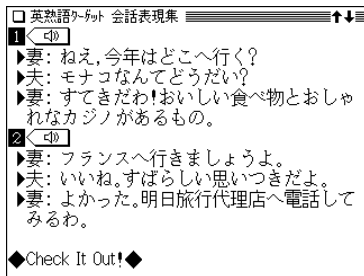 英熟語ターゲット 会話表現集
1
▶妻: ねえ,今年はどこへ行く?
▶夫: モナコなんてどうだい?
▶妻: すてきだわ!おいしい食べ物とおしゃ
れなカジノがあるもの。
2
▶妻: フランスへ行きましょうよ。
▶夫: いいね。すばらしい思いつきだよ。
▶妻: よかった。明日旅行代理店へ電話して
みるわ。
◆Check It Out!◆